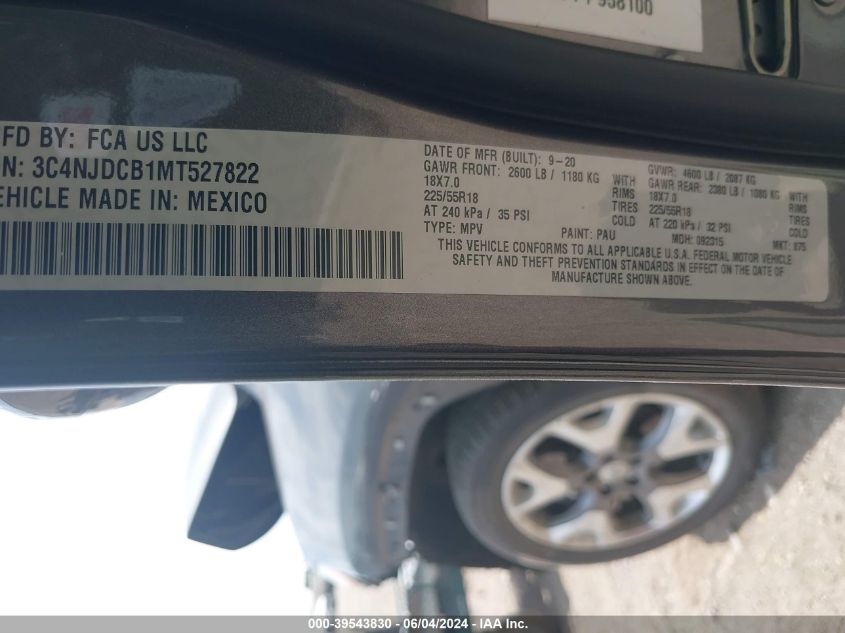 958100
FD BY: FCA US LLC
N: 3C4NJDCB1MT527822
EHICLE MADE IN: MEXICO
DATE OF MFR (BUILT): 9-20
GAWR FRONT: 2600 LB / 1180 KG WITH
18X7.0 RIMS
225/55R18 TIRES
AT 240 kPa / 35 PSI COLD
TYPE: MPV PAINT: PAU
GVWR: 4600 LB / 2087 KG
GAWR REAR: 2380 LB / 1080 KG WITH
18X7.0 RIMS
225/55R18 TIRES
AT 220 kPa / 32 PSI COLD
MDH: 092315 MKT: 875
THIS VEHICLE CONFORMS TO ALL APPLICABLE U.S.A. FEDERAL MOTOR VEHICLE
SAFETY AND THEFT PREVENTION STANDARDS IN EFFECT ON THE DATE OF
MANUFACTURE SHOWN ABOVE.
000-39543830 - 06/04/2024 - IAA Inc.